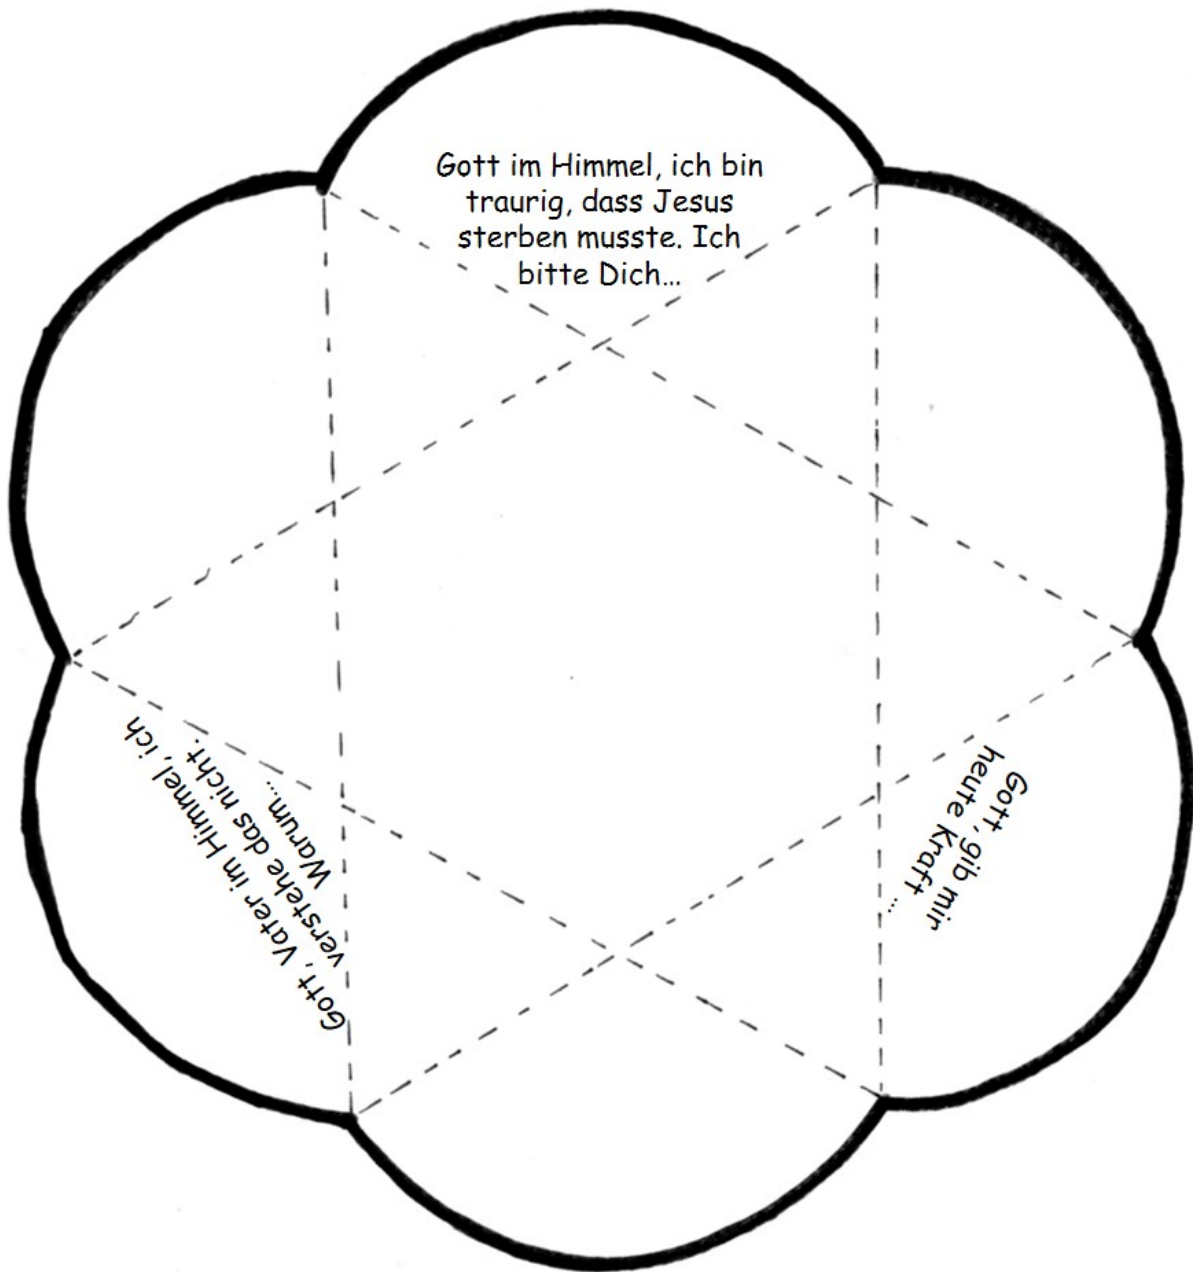 Gott im Himmel, ich bin
traurig, dass Jesus
sterben musste. Ich
bitte Dich...
Gott, gib mir
heute Kraft ...
Gott, Vater im Himmel, ich
verstehe das nicht.
Warum...